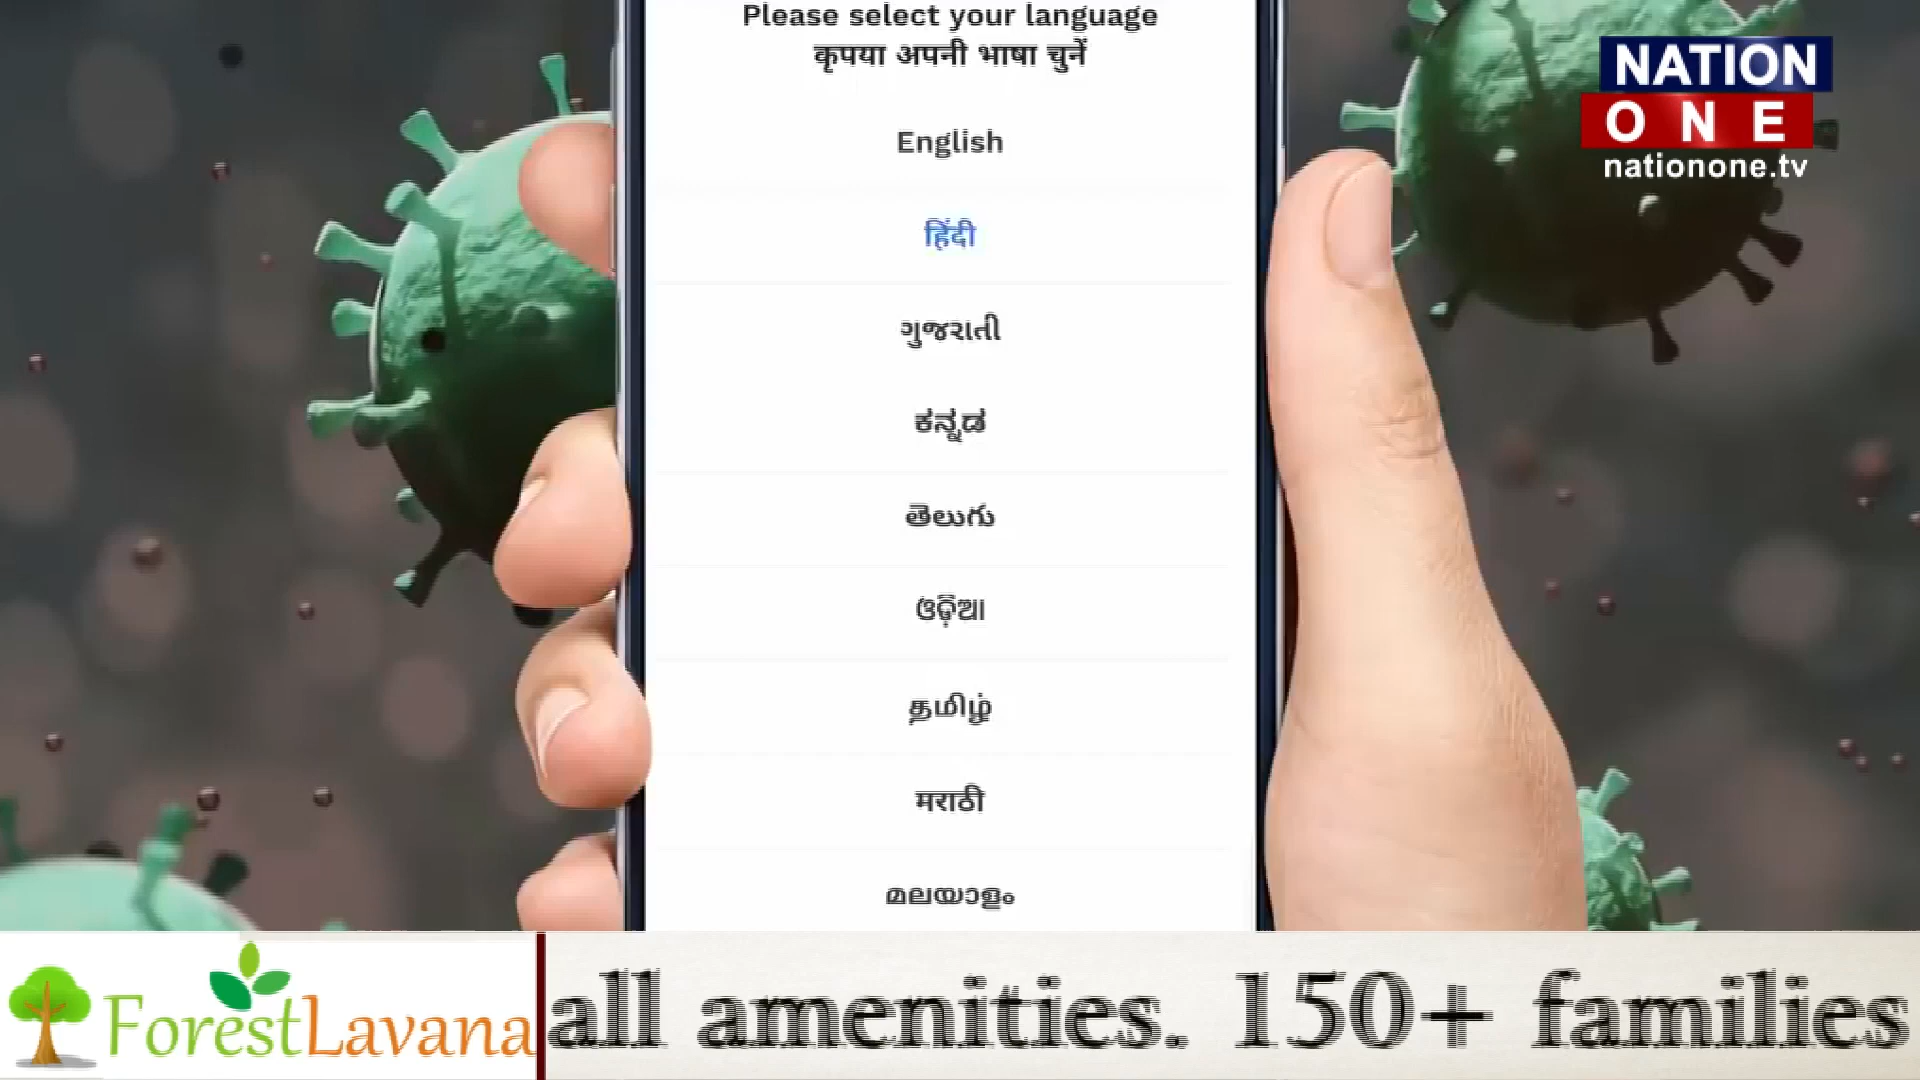 Please select your language
कृपया अपनी भाषा चुनें
English
हिंदी
ગુજરાતી
ಕನ್ನಡ
తెలుగు
ଓଡ଼ିଆ
தமிழ்
मराठी
മലയാളം
NATION
ONE
nationone.tv
ForestLavana
all amenities. 150+ families